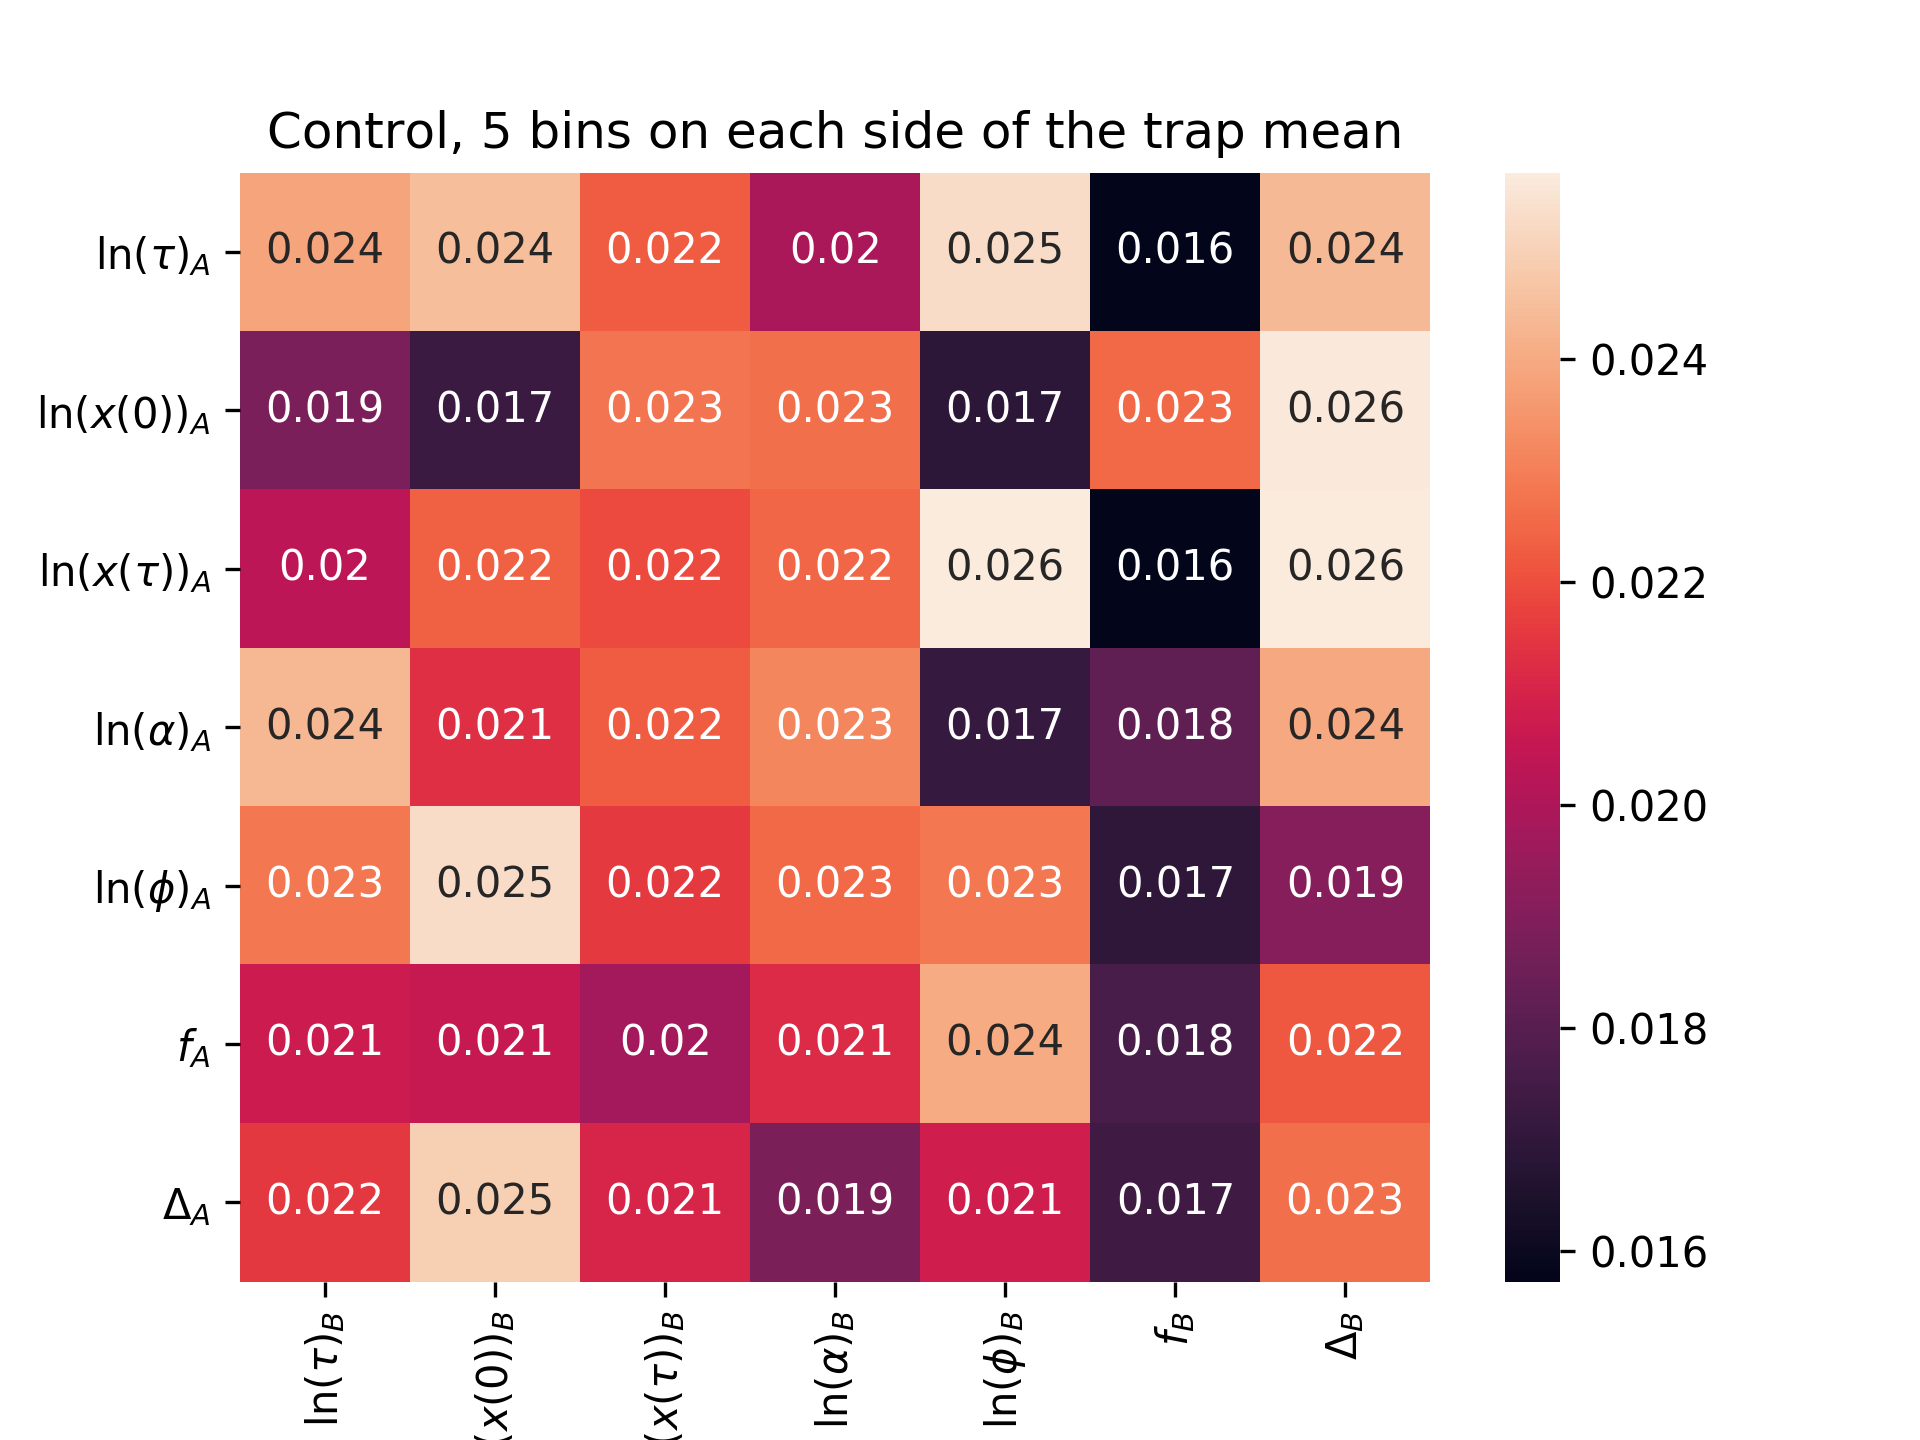 Control, 5 bins on each side of the trap mean
ln(τ)A 0.024 0.024 0.022 0.02 0.025 0.016 0.024
ln(x(0))A 0.019 0.017 0.023 0.023 0.017 0.023 0.026
ln(x(τ))A 0.02 0.022 0.022 0.022 0.026 0.016 0.026
ln(α)A 0.024 0.021 0.022 0.023 0.017 0.018 0.024
ln(ϕ)A 0.023 0.025 0.022 0.023 0.023 0.017 0.019
fA 0.021 0.021 0.02 0.021 0.024 0.018 0.022
ΔA 0.022 0.025 0.021 0.019 0.021 0.017 0.023
ln(τ)B (x(0))B (x(τ))B ln(α)B ln(ϕ)B fB ΔB
0.024
0.022
0.020
0.018
0.016